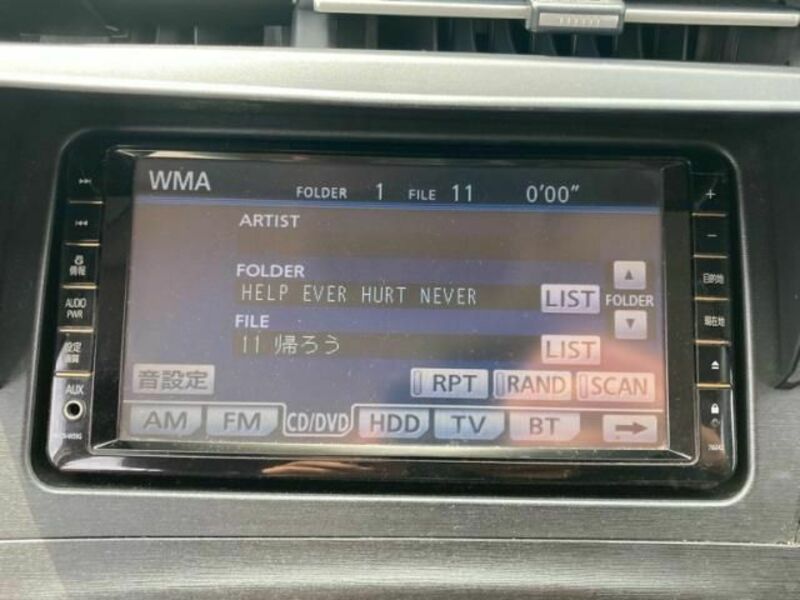 WMA FOLDER 1 FILE 11 0'00"
ARTIST
FOLDER
HELP EVER HURT NEVER LIST FOLDER
FILE
11 帰ろう LIST
音設定 RPT RAND SCAN
AM FM CD/DVD HDD TV BT
情報
AUDIO
PWR
設定
画質
AUX
目的地
現在地